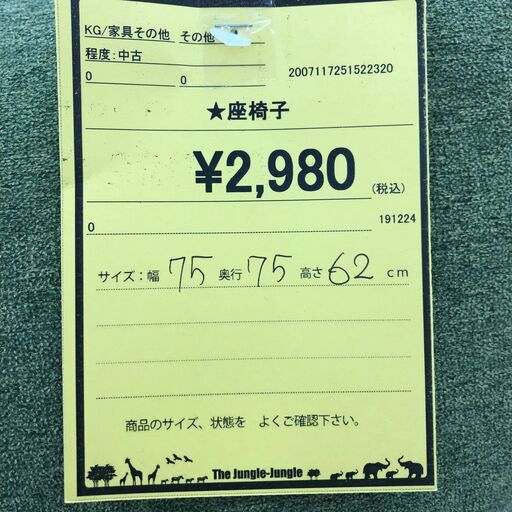 KG/家具その他 その他
程度:中古
0 0 2007117251522320
★座椅子
¥2,980 (税込)
0 191224
サイズ:幅 75 奥行 75 高さ 62 cm
商品のサイズ、状態を よくご確認下さい。
The Jungle-Jungle